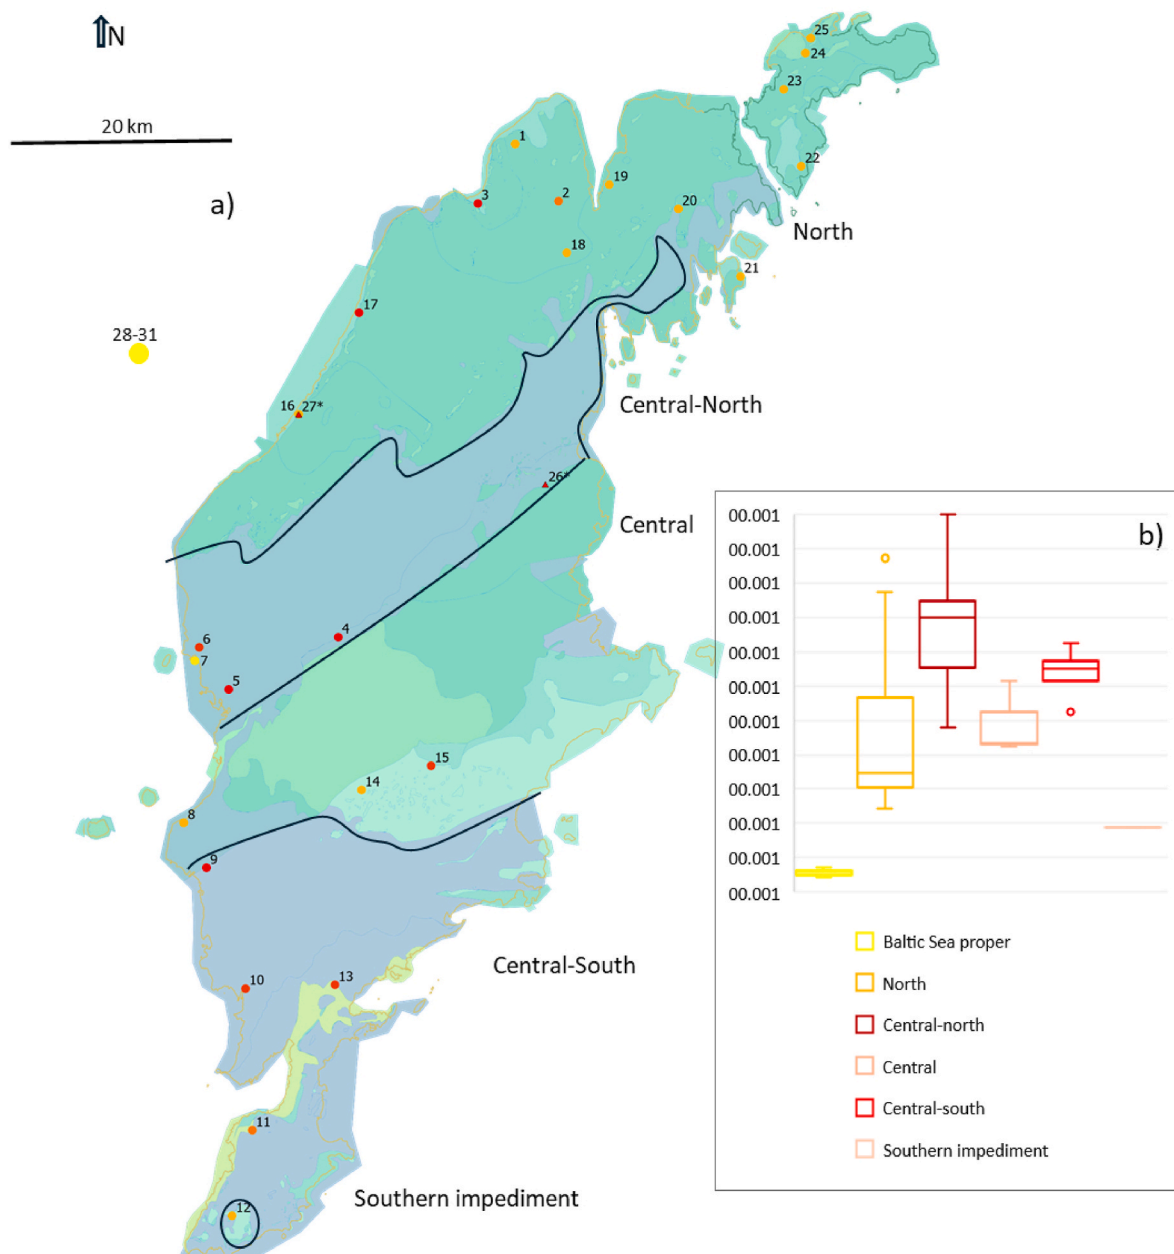 N
20 km
a)
25
24
23
22
1
2
3
19
20
18
21
North
17
28-31
16 27*
Central-North
26*
Central
6
7
5
4
15
14
8
9
10
13
Central-South
11
12
Southern impediment
b)
00.001
00.001
00.001
00.001
00.001
00.001
00.001
00.001
00.001
00.001
00.001
00.001
Baltic Sea proper
North
Central-north
Central
Central-south
Southern impediment